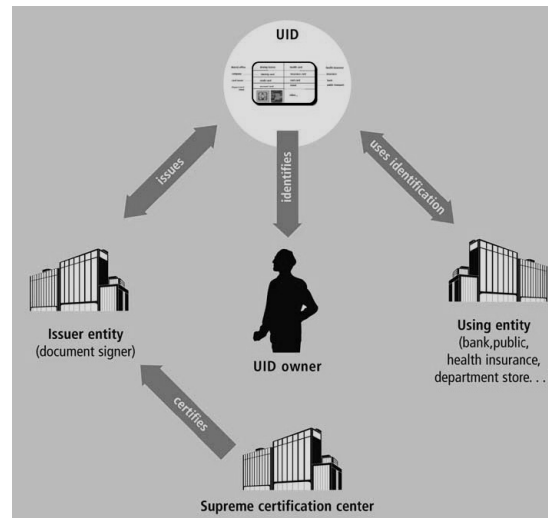 UID
issues
identifies
uses identification
Issuer entity
(document signer)
UID owner
Using entity
(bank,public,
health insurance,
department store. . .
certifies
Supreme certification center